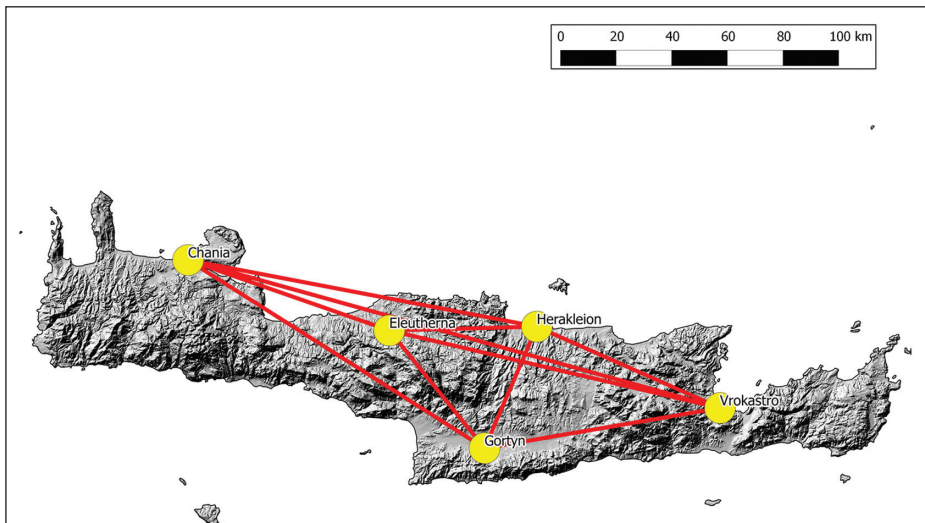 0 20 40 60 80 100 km
Chania
Eleutherna
Herakleion
Vrokastro
Gortyn